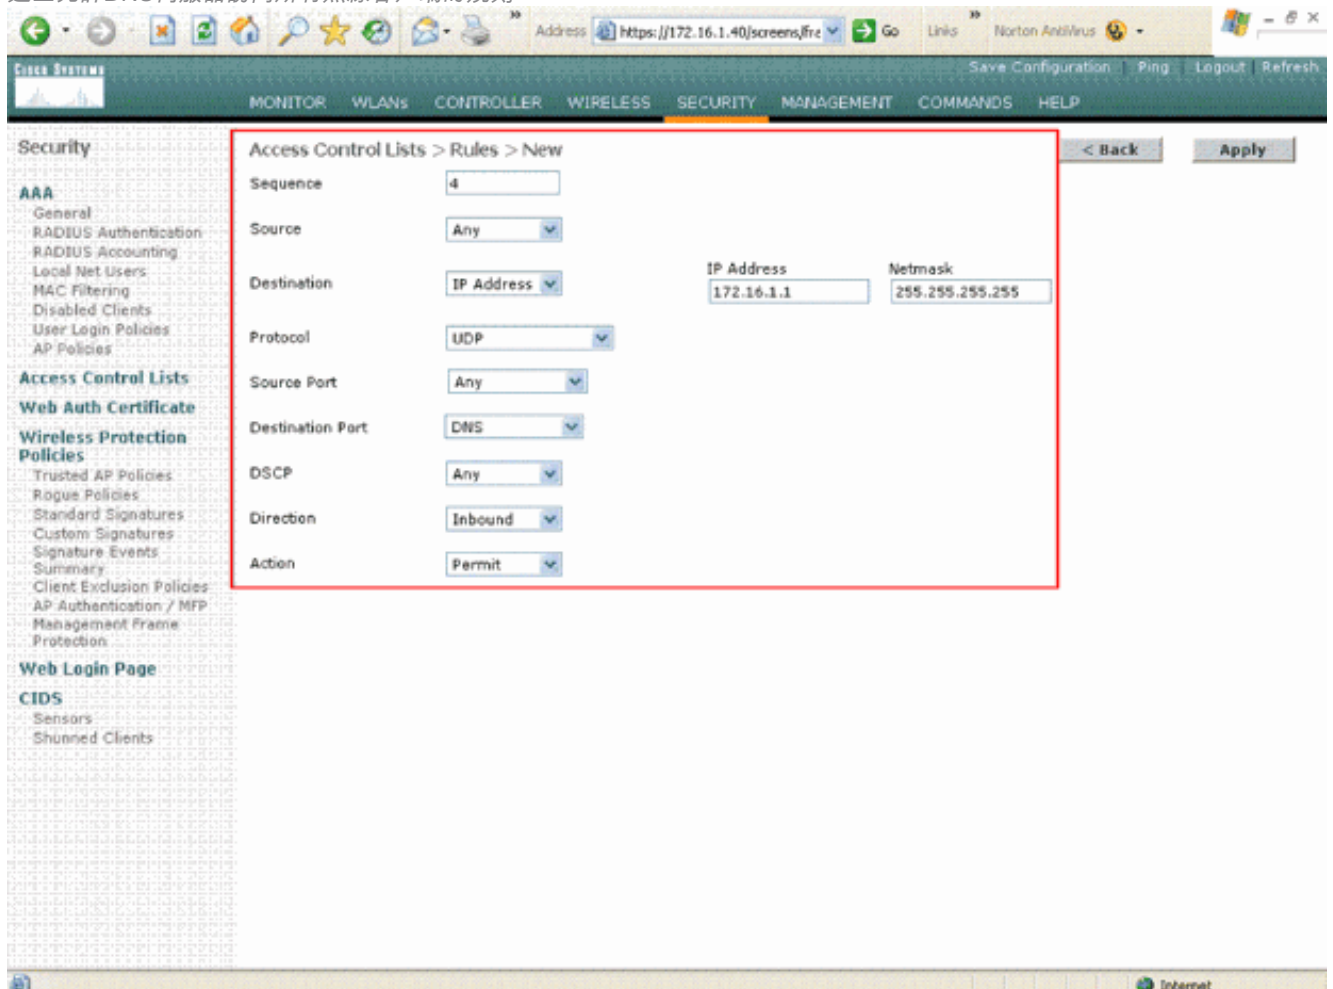 Address https://172.16.1.40/screens/fra Go Links Norton AntiVirus
CISCO SYSTEMS
Save Configuration | Ping | Logout | Refresh
MONITOR WLANs CONTROLLER WIRELESS SECURITY MANAGEMENT COMMANDS HELP
Security
AAA
General
RADIUS Authentication
RADIUS Accounting
Local Net Users
MAC Filtering
Disabled Clients
User Login Policies
AP Policies
Access Control Lists
Web Auth Certificate
Wireless Protection
Policies
Trusted AP Policies
Rogue Policies
Standard Signatures
Custom Signatures
Signature Events
Summary
Client Exclusion Policies
AP Authentication / MFP
Management Frame
Protection
Web Login Page
CIDS
Sensors
Shunned Clients
Access Control Lists > Rules > New
< Back Apply
Sequence 4
Source Any
IP Address Netmask
Destination IP Address 172.16.1.1 255.255.255.255
Protocol UDP
Source Port Any
Destination Port DNS
DSCP Any
Direction Inbound
Action Permit
Internet